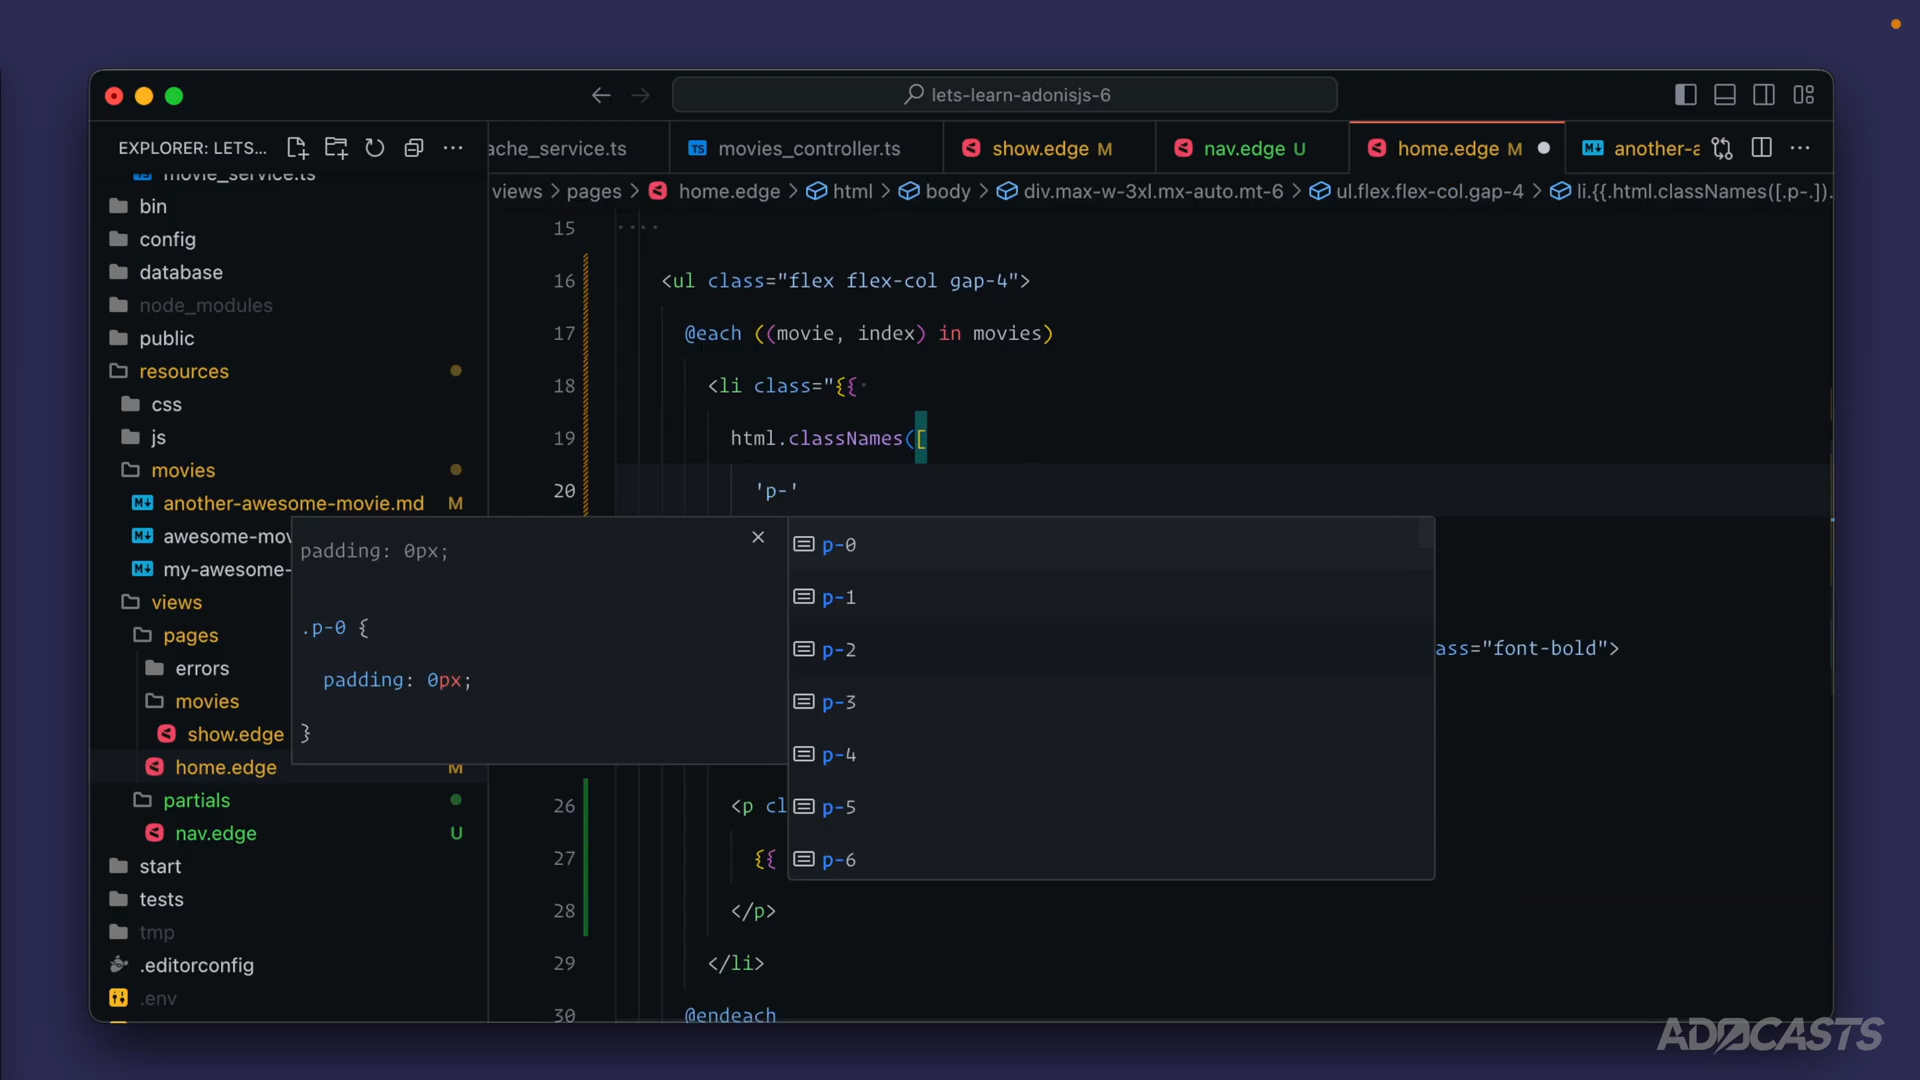 lets-learn-adonisjs-6
EXPLORER: LETS...
ache_service.ts
movies_controller.ts
show.edge M
nav.edge U
home.edge M
another-a
views > pages > home.edge > html > body > div.max-w-3xl.mx-auto.mt-6 > ul.flex.flex-col.gap-4 > li.{{.html.classNames([.p-.]).
movie_service.ts
bin
config
database
node_modules
public
resources
css
js
movies
another-awesome-movie.md M
awesome-mov
my-awesome-
views
pages
errors
movies
show.edge
home.edge M
partials
nav.edge U
start
tests
tmp
.editorconfig
.env
15
16 <ul class="flex flex-col gap-4">
17 @each ((movie, index) in movies)
18 <li class="{{
19 html.classNames([
20 'p-'
padding: 0px;
.p-0 {
padding: 0px;
}
p-0
p-1
p-2
p-3
p-4
p-5
p-6
ass="font-bold">
26 <p cl
27 {{
28 </p>
29 </li>
30 @endeach
ADOCASTS